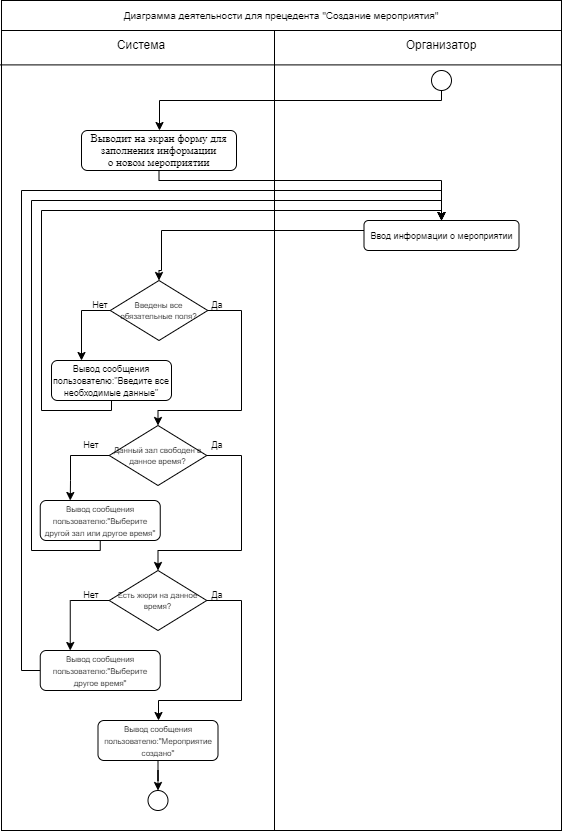 Диаграмма деятельности для прецедента "Создание мероприятия"
Система
Организатор
Выводит на экран форму для
заполнения информации
о новом мероприятии
Ввод информации о мероприятии
Введены все
обязательные поля?
Нет
Да
Вывод сообщения
пользователю:"Введите все
необходимые данные"
Данный зал свободен в
данное время?
Нет
Да
Вывод сообщения
пользователю:"Выберите
другой зал или другое время"
Есть жюри на данное
время?
Нет
Да
Вывод сообщения
пользователю:"Выберите
другое время"
Вывод сообщения
пользователю:"Мероприятие
создано"